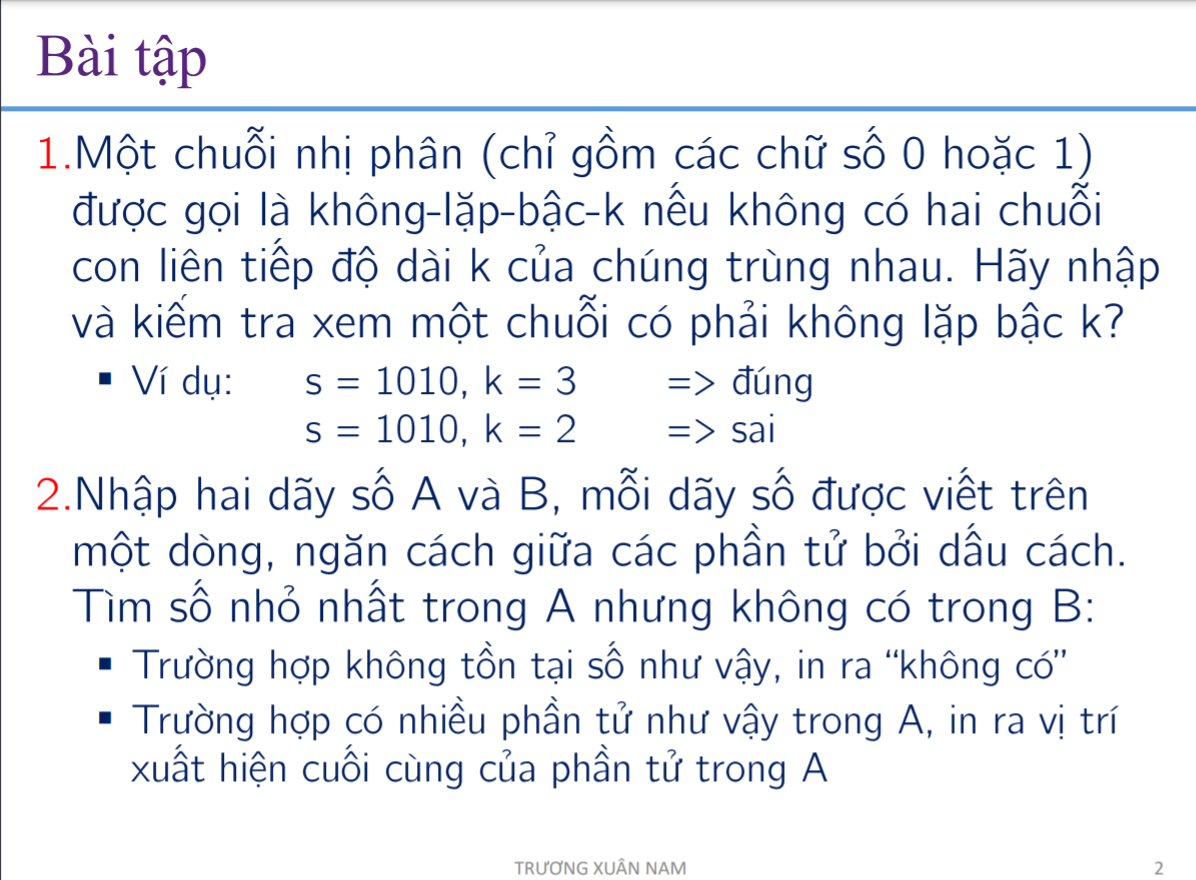 Bài tập
1.Một chuỗi nhị phân (chỉ gồm các chữ số 0 hoặc 1)
được gọi là không-lặp-bậc-k nếu không có hai chuỗi
con liên tiếp độ dài k của chúng trùng nhau. Hãy nhập
và kiểm tra xem một chuỗi có phải không lặp bậc k?
▪ Ví dụ: s = 1010, k = 3 => đúng
s = 1010, k = 2 => sai
2.Nhập hai dãy số A và B, mỗi dãy số được viết trên
một dòng, ngăn cách giữa các phần tử bởi dấu cách.
Tìm số nhỏ nhất trong A nhưng không có trong B:
▪ Trường hợp không tồn tại số như vậy, in ra “không có”
▪ Trường hợp có nhiều phần tử như vậy trong A, in ra vị trí
xuất hiện cuối cùng của phần tử trong A
TRƯƠNG XUÂN NAM 2